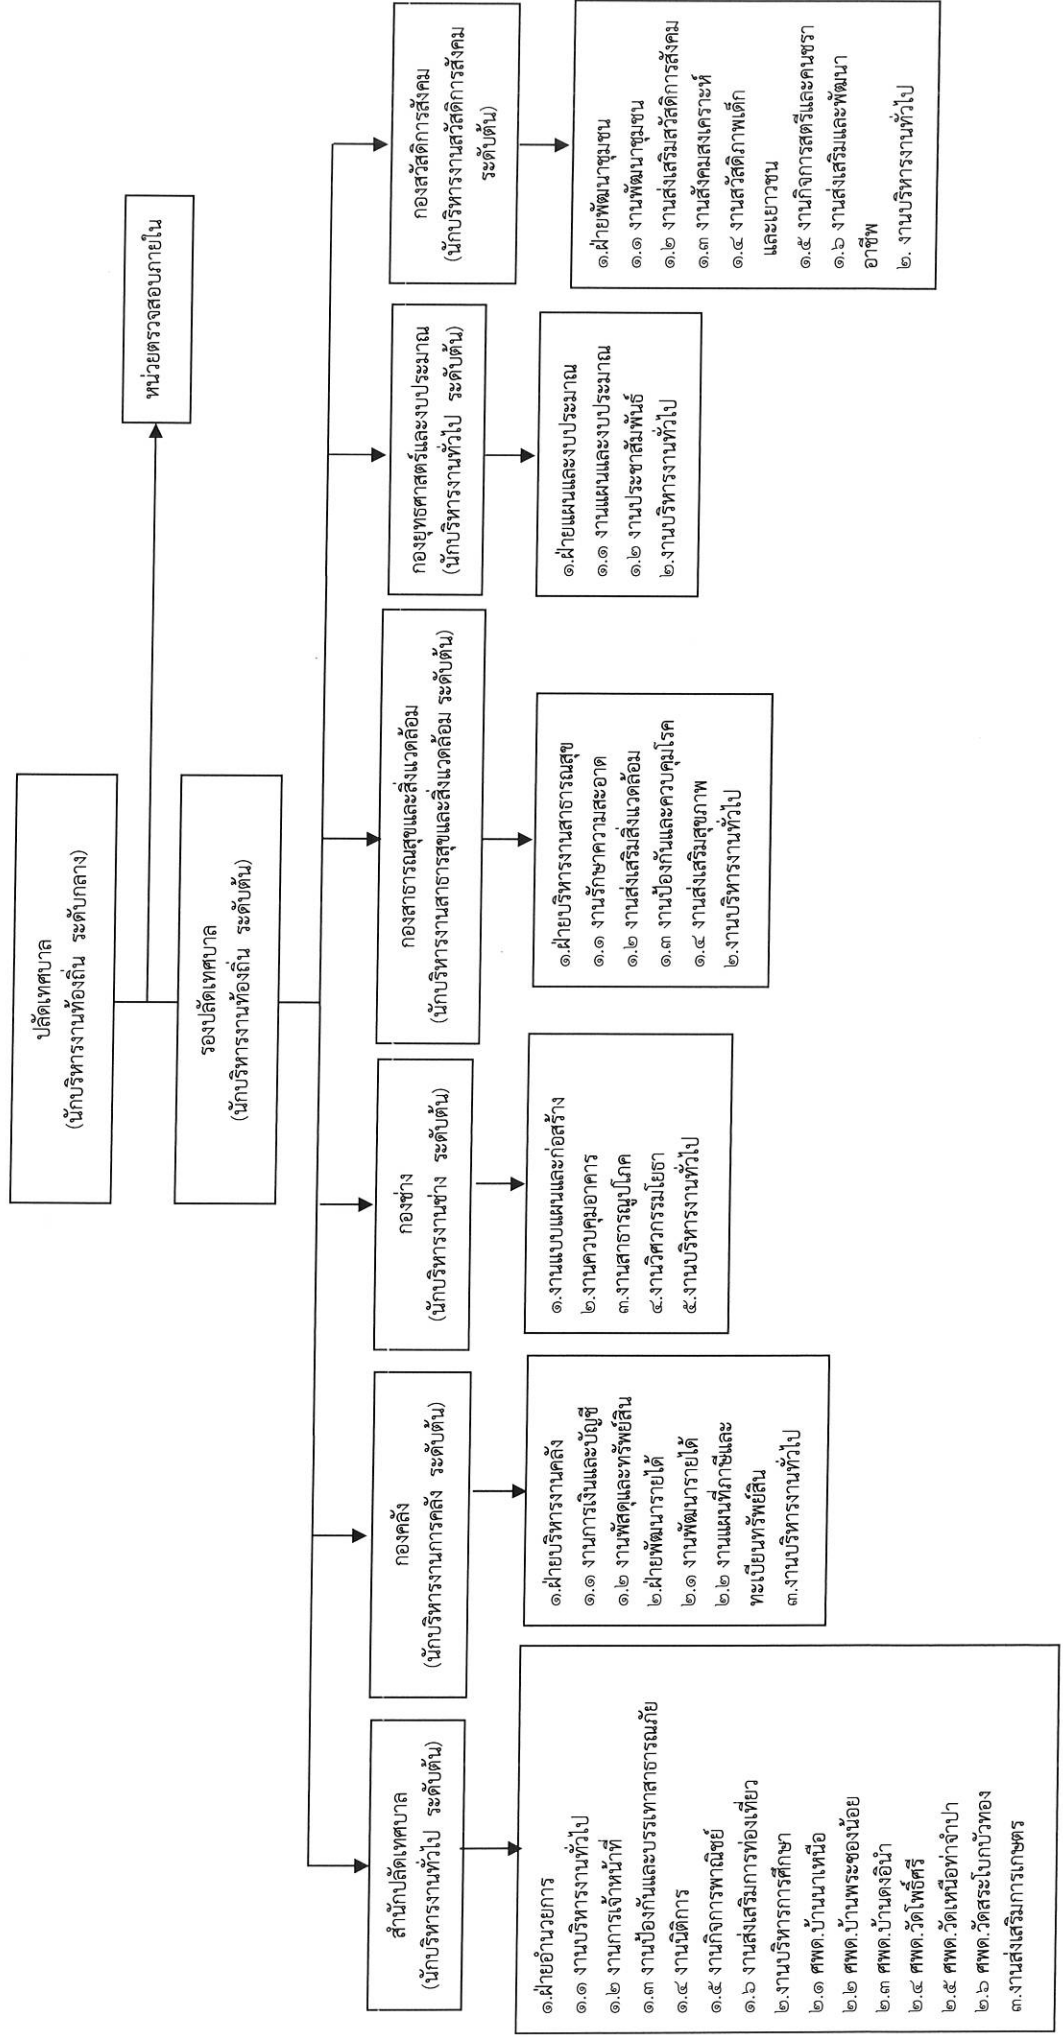 ปลัดเทศบาล
(นักบริหารงานท้องถิ่น ระดับกลาง)
หน่วยตรวจสอบภายใน
รองปลัดเทศบาล
(นักบริหารงานท้องถิ่น ระดับต้น)
สำนักปลัดเทศบาล
(นักบริหารงานทั่วไป ระดับต้น)
กองคลัง
(นักบริหารงานการคลัง ระดับต้น)
กองช่าง
(นักบริหารงานช่าง ระดับต้น)
กองสาธารณสุขและสิ่งแวดล้อม
(นักบริหารงานสาธารสุขและสิ่งแวดล้อม ระดับต้น)
กองยุทธศาสตร์และงบประมาณ
(นักบริหารงานทั่วไป ระดับต้น)
กองสวัสดิการสังคม
(นักบริหารงานสวัสดิการสังคม
ระดับต้น)
๑.ฝ่ายอำนวยการ
๑.๑ งานบริหารงานทั่วไป
๑.๒ งานการเจ้าหน้าที่
๑.๓ งานป้องกันและบรรเทาสาธารณภัย
๑.๔ งานนิติการ
๑.๕ งานกิจการพาณิชย์
๑.๖ งานส่งเสริมการท่องเที่ยว
๒.งานบริหารการศึกษา
๒.๑ ศพด.บ้านนาเหนือ
๒.๒ ศพด.บ้านพระซองน้อย
๒.๓ ศพด.บ้านดงอินำ
๒.๔ ศพด.วัดโพธิ์ศรี
๒.๕ ศพด.วัดเหนือท่าจำปา
๒.๖ ศพด.วัดสระโบกบัวทอง
๓.งานส่งเสริมการเกษตร
๑.ฝ่ายบริหารงานคลัง
๑.๑ งานการเงินและบัญชี
๑.๒ งานพัสดุและทรัพย์สิน
๒.ฝ่ายพัฒนารายได้
๒.๑ งานพัฒนารายได้
๒.๒ งานแผนที่ภาษีและ
ทะเบียนทรัพย์สิน
๓.งานบริหารงานทั่วไป
๑.งานแบบแผนและก่อสร้าง
๒.งานควบคุมอาคาร
๓.งานสาธารณูปโภค
๔.งานวิศวกรรมโยธา
๕.งานบริหารงานทั่วไป
๑.ฝ่ายบริหารงานสาธารณสุข
๑.๑ งานรักษาความสะอาด
๑.๒ งานส่งเสริมสิ่งแวดล้อม
๑.๓ งานป้องกันและควบคุมโรค
๑.๔ งานส่งเสริมสุขภาพ
๒.งานบริหารงานทั่วไป
๑.ฝ่ายแผนและงบประมาณ
๑.๑ งานแผนและงบประมาณ
๑.๒ งานประชาสัมพันธ์
๒.งานบริหารงานทั่วไป
๑.ฝ่ายพัฒนาชุมชน
๑.๑ งานพัฒนาชุมชน
๑.๒ งานส่งเสริมสวัสดิการสังคม
๑.๓ งานสังคมสงเคราะห์
๑.๔ งานสวัสดิภาพเด็ก
และเยาวชน
๑.๕ งานกิจการสตรีและคนชรา
๑.๖ งานส่งเสริมและพัฒนา
อาชีพ
๒. งานบริหารงานทั่วไป